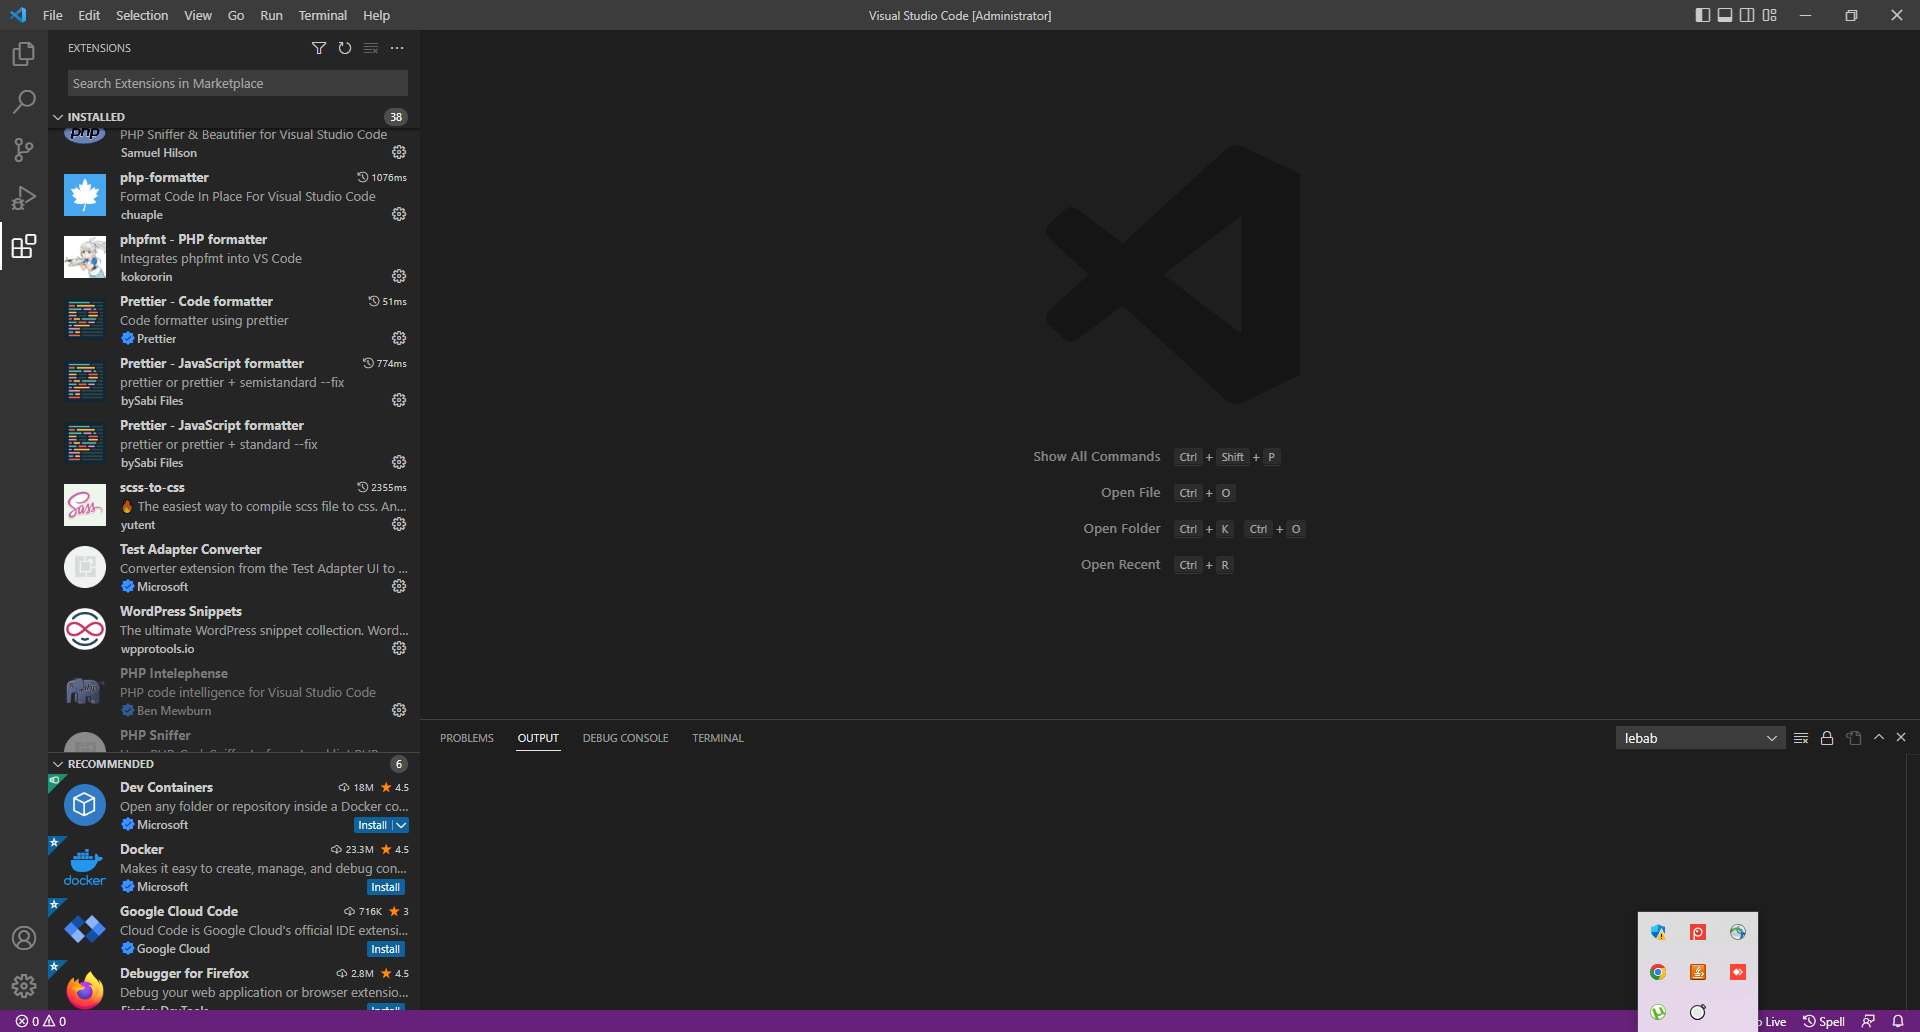 File Edit Selection View Go Run Terminal Help
Visual Studio Code [Administrator]
EXTENSIONS
Search Extensions in Marketplace
INSTALLED 38
php
PHP Sniffer & Beautifier for Visual Studio Code
Samuel Hilson
php-formatter 1076ms
Format Code In Place For Visual Studio Code
chuaple
phpfmt - PHP formatter
Integrates phpfmt into VS Code
kokororin
Prettier - Code formatter 51ms
Code formatter using prettier
Prettier
Prettier - JavaScript formatter 774ms
prettier or prettier + semistandard --fix
bySabi Files
Prettier - JavaScript formatter
prettier or prettier + standard --fix
bySabi Files
scss-to-css 2355ms
Sass
🔥 The easiest way to compile scss file to css. An...
yutent
Test Adapter Converter
Converter extension from the Test Adapter UI to ...
Microsoft
WordPress Snippets
The ultimate WordPress snippet collection. Word...
wpprotools.io
PHP Intelephense
php
PHP code intelligence for Visual Studio Code
Ben Mewburn
PHP Sniffer
RECOMMENDED 6
Dev Containers 18M ★ 4.5
Open any folder or repository inside a Docker co...
Microsoft Install
Docker 23.3M ★ 4.5
Makes it easy to create, manage, and debug con...
docker
Microsoft Install
Google Cloud Code 716K ★ 3
Cloud Code is Google Cloud's official IDE extensi...
Google Cloud Install
Debugger for Firefox 2.8M ★ 4.5
Debug your web application or browser extensio...
Firefox DevTools Install
Show All Commands Ctrl + Shift + P
Open File Ctrl + O
Open Folder Ctrl + K Ctrl + O
Open Recent Ctrl + R
PROBLEMS OUTPUT DEBUG CONSOLE TERMINAL
lebab
0 0
Live Spell